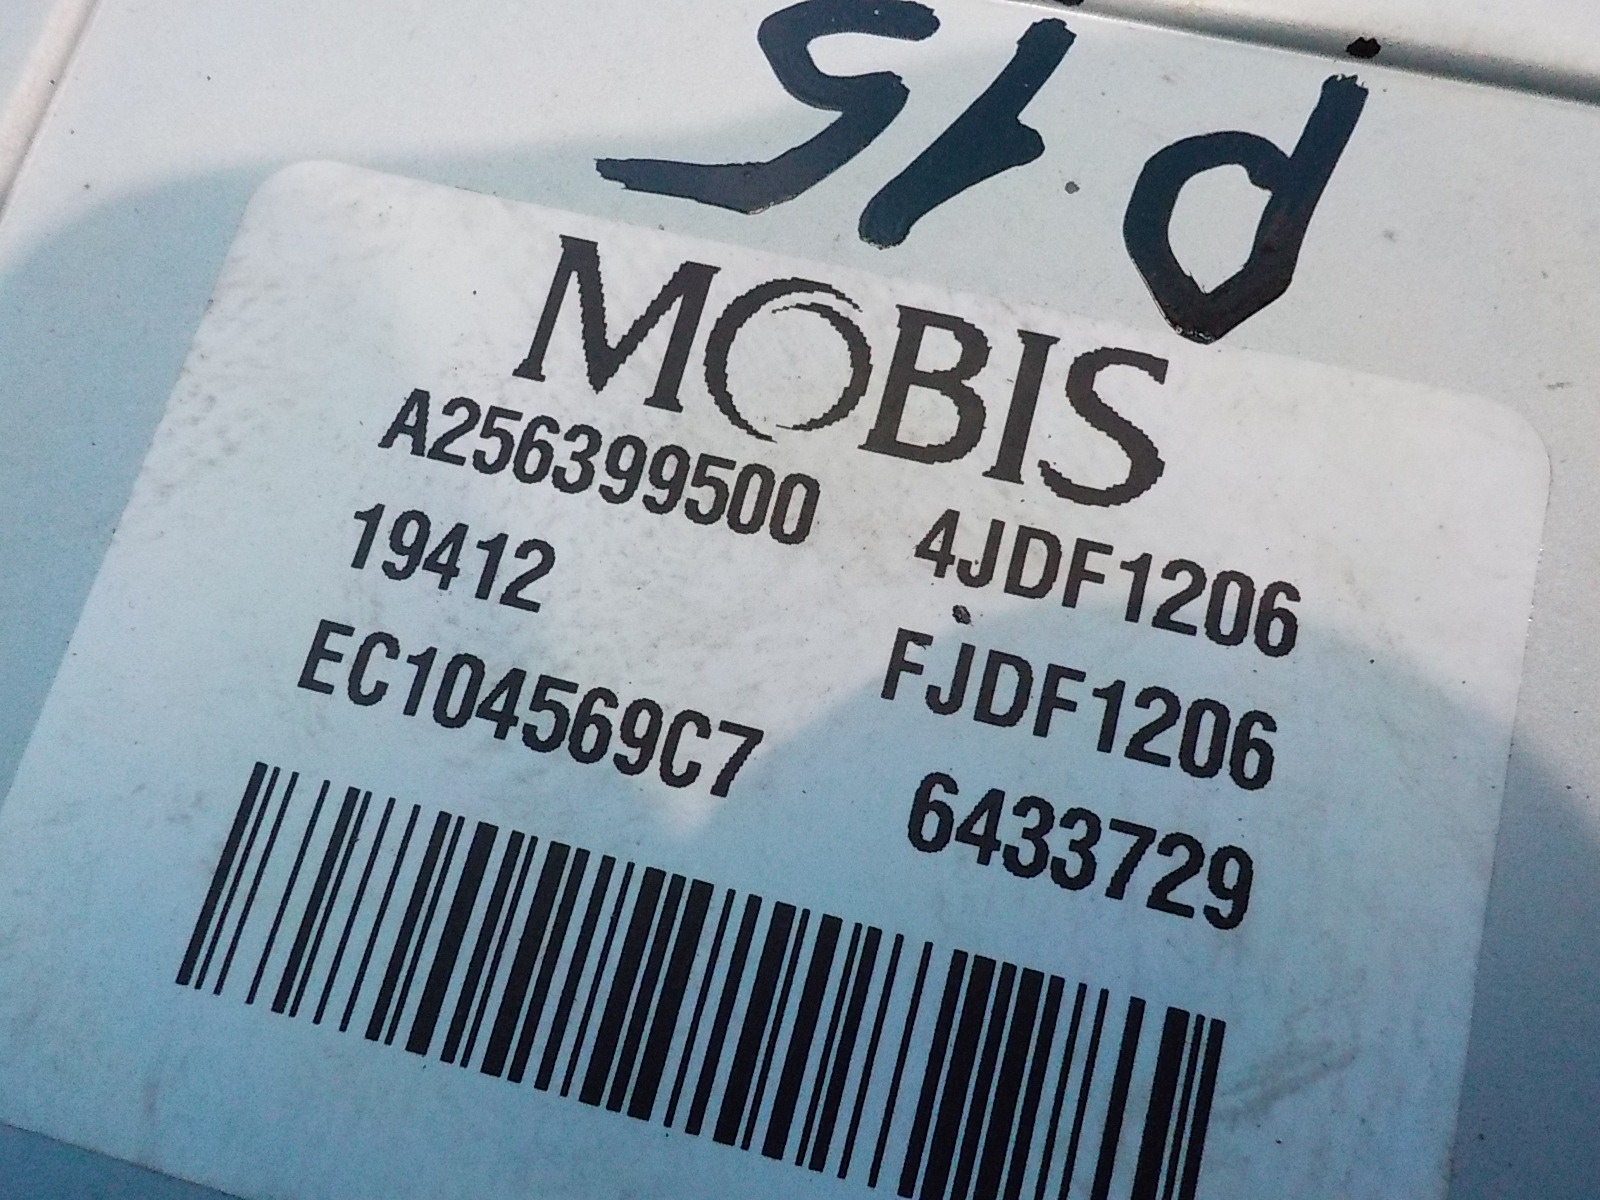 P15
MOBIS
A256399500 4JDF1206
19412 FJDF1206
EC104569C7 6433729